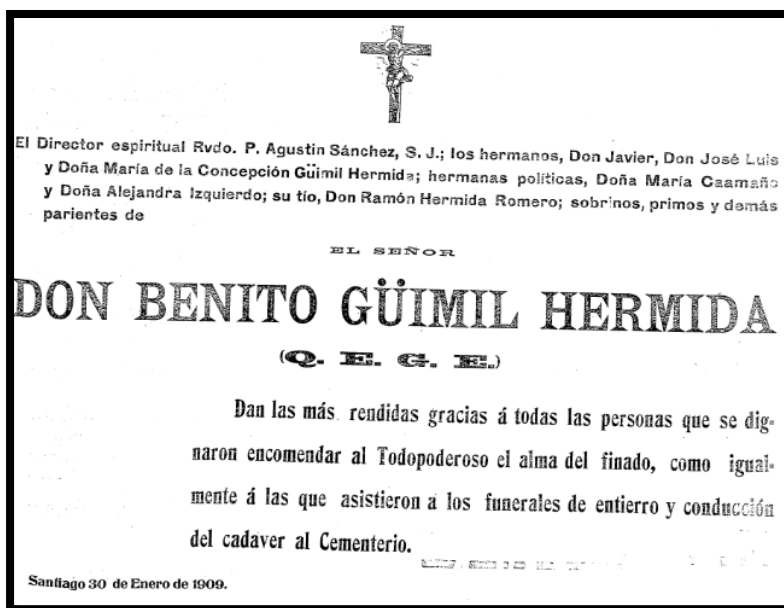 El Director espiritual Rvdo. P. Agustín Sánchez, S. J.; los hermanos, Don Javier, Don José Luis
y Doña María de la Concepción Güimil Hermida; hermanas políticas, Doña María Caamaño
y Doña Alejandra Izquierdo; su tío, Don Ramón Hermida Romero; sobrinos, primos y demás
parientes de
EL SEÑOR
DON BENITO GÜIMIL HERMIDA
(Q. E. G. E.)
Dan las más rendidas gracias á todas las personas que se dig-
naron encomendar al Todopoderoso el alma del finado, como igual-
mente á las que asistieron a los funerales de entierro y conducción
del cadaver al Cementerio.
Santiago 30 de Enero de 1909.